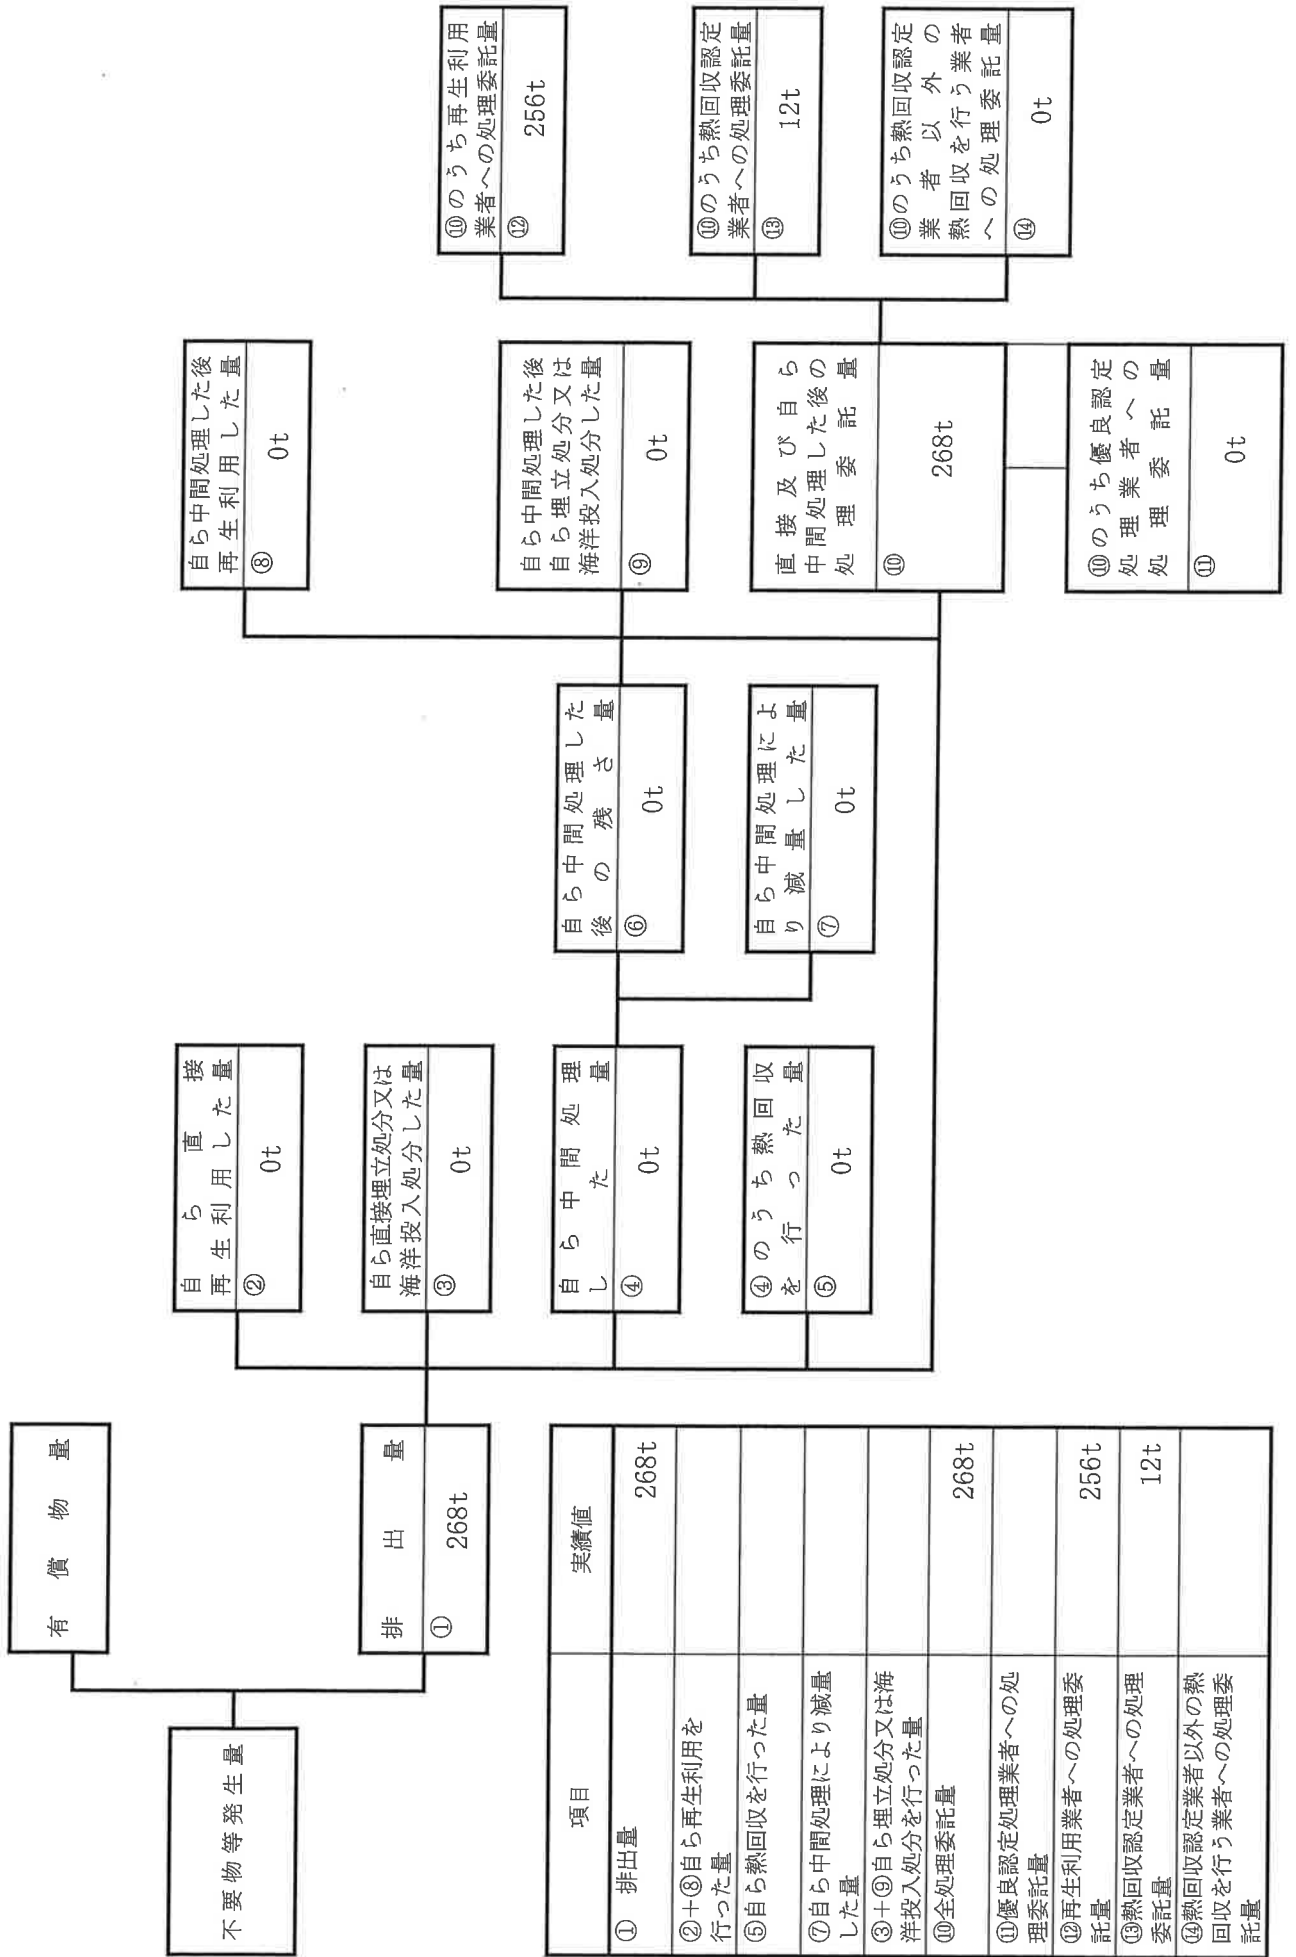 不要物等発生量
有償物量
排出量
① 268t
自ら直接
再生利用した量
② 0t
自ら直接埋立処分又は
海洋投入処分した量
③ 0t
自ら中間処理
した量
④ 0t
④のうち熱回収
を行った量
⑤ 0t
自ら中間処理した
後の残さ量
⑥ 0t
自ら中間処理によ
り減量した量
⑦ 0t
自ら中間処理した後
再生利用した量
⑧ 0t
自ら中間処理した後
自ら埋立処分又は
海洋投入処分した量
⑨ 0t
直接及び自ら
中間処理した後の
処理委託量
⑩ 268t
⑩のうち優良認定
処理業者への
処理委託量
⑪ 0t
⑩のうち再生利用
業者への処理委託量
⑫ 256t
⑩のうち熱回収認定
業者への処理委託量
⑬ 12t
⑩のうち熱回収認定
業者以外の
熱回収を行う業者
への処理委託量
⑭ 0t
項目 実績値
① 排出量 268t
②+⑧自ら再生利用を
行った量
⑤自ら熱回収を行った量
⑦自ら中間処理により減量
した量
③+⑨自ら埋立処分又は海
洋投入処分を行った量
⑩全処理委託量 268t
⑪優良認定処理業者への処
理委託量
⑫再生利用業者への処理委
託量 256t
⑬熱回収認定業者への処理
委託量 12t
⑭熱回収認定業者以外の熱
回収を行う業者への処理委
託量